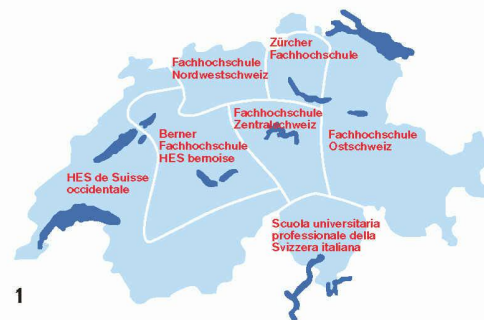 Zürcher
Fachhochschule
Fachhochschule
Nordwestschweiz
Fachhochschule
Zentralschweiz
Berner
Fachhochschule
HES bernoise
Fachhochschule
Ostschweiz
HES de Suisse
occidentale
Scuola universitaria
professionale della
Svizzera italiana
1